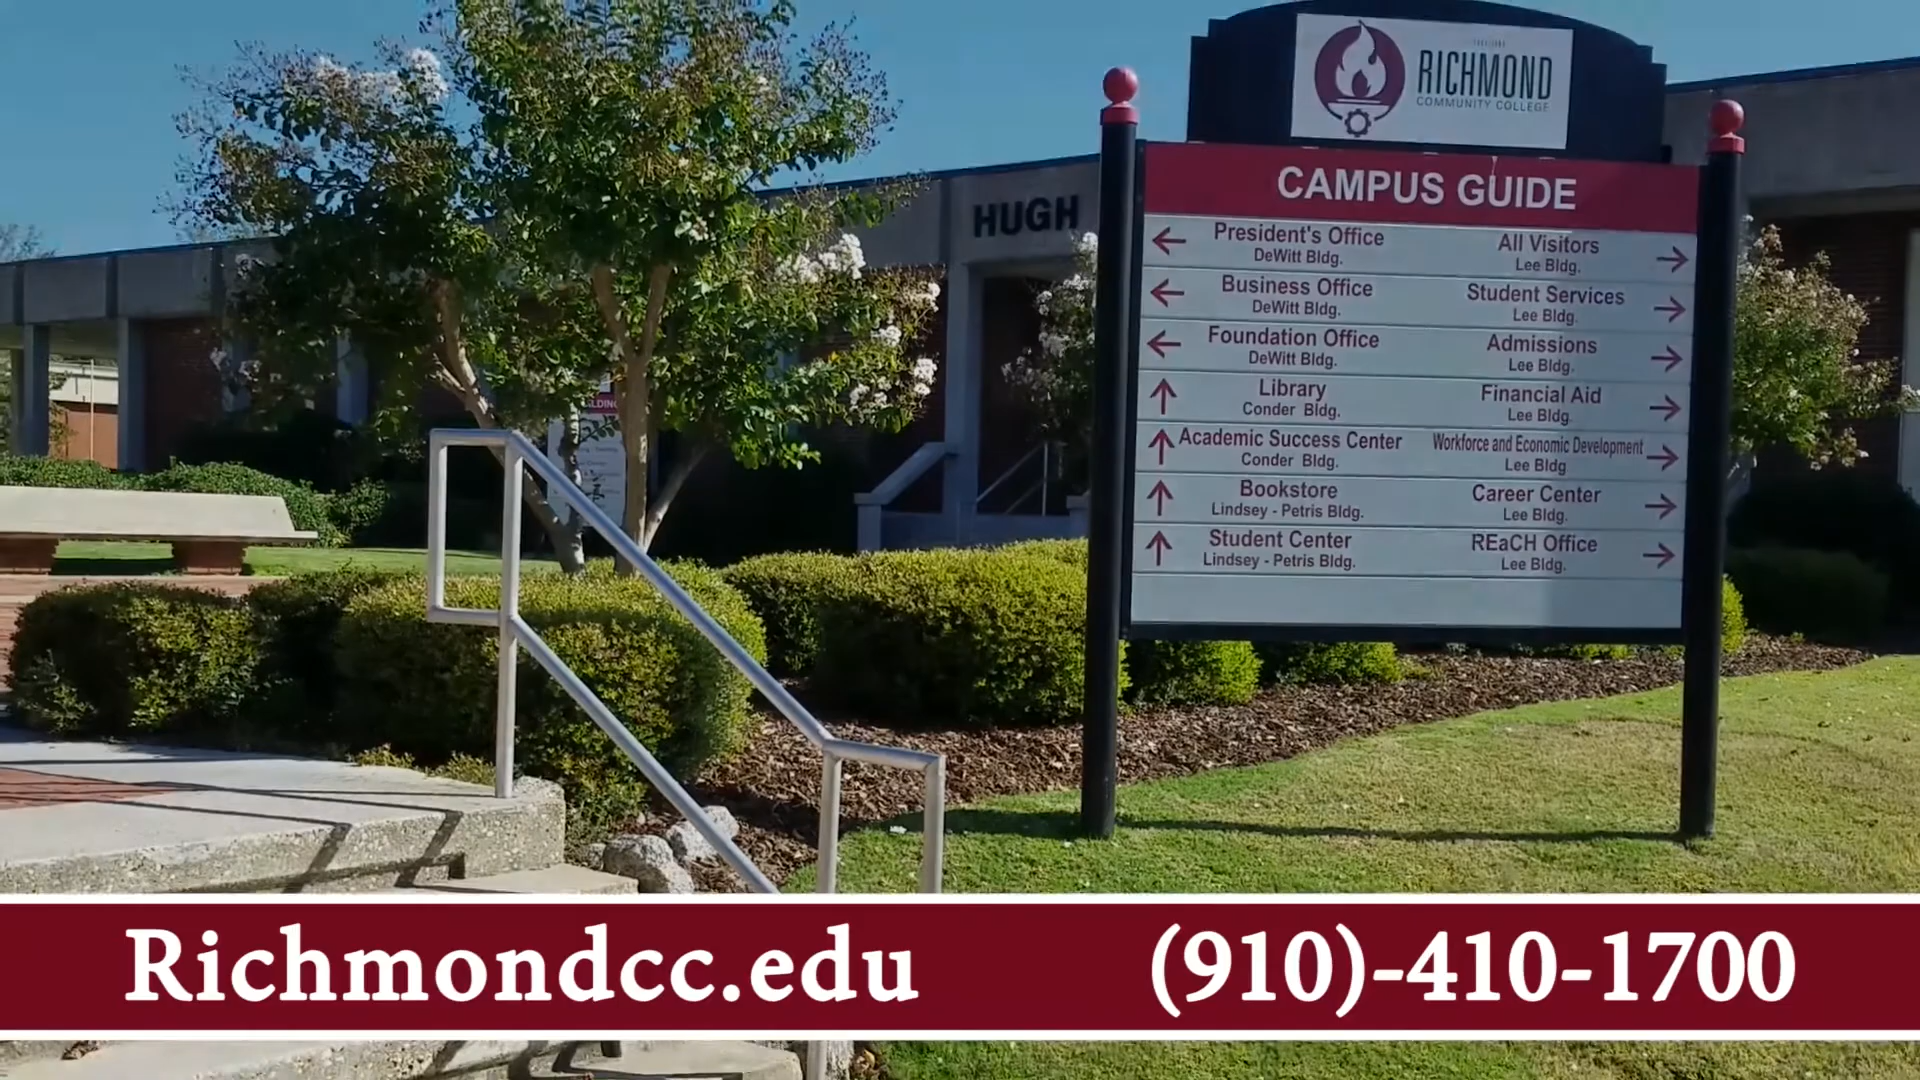 RICHMOND
COMMUNITY COLLEGE
HUGH
CAMPUS GUIDE
President's Office
DeWitt Bldg.
All Visitors
Lee Bldg.
Business Office
DeWitt Bldg.
Student Services
Lee Bldg.
Foundation Office
DeWitt Bldg.
Admissions
Lee Bldg.
Library
Conder Bldg.
Financial Aid
Lee Bldg.
Academic Success Center
Conder Bldg.
Workforce and Economic Development
Lee Bldg
Bookstore
Lindsey - Petris Bldg.
Career Center
Lee Bldg.
Student Center
Lindsey - Petris Bldg.
REaCH Office
Lee Bldg.
Richmondcc.edu
(910)-410-1700